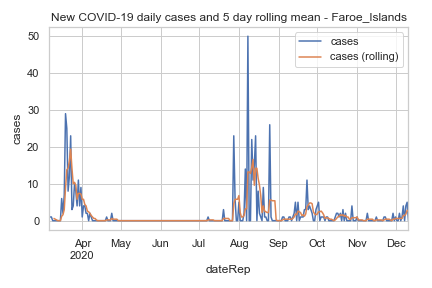 New COVID-19 daily cases and 5 day rolling mean - Faroe_Islands
cases
cases (rolling)
50
40
30
20
10
0
cases
Apr May Jun Jul Aug Sep Oct Nov Dec
2020
dateRep